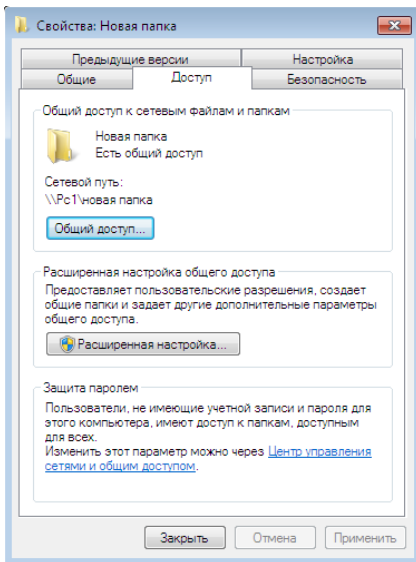 Свойства: Новая папка
Предыдущие версии
Настройка
Общие
Доступ
Безопасность
Общий доступ к сетевым файлам и папкам
Новая папка
Есть общий доступ
Сетевой путь:
\\Pc1\новая папка
Общий доступ...
Расширенная настройка общего доступа
Предоставляет пользовательские разрешения, создает
общие папки и задает другие дополнительные параметры
общего доступа.
Расширенная настройка...
Защита паролем
Пользователи, не имеющие учетной записи и пароля для
этого компьютера, имеют доступ к папкам, доступным
для всех.
Изменить этот параметр можно через Центр управления
сетями и общим доступом.
Закрыть
Отмена
Применить